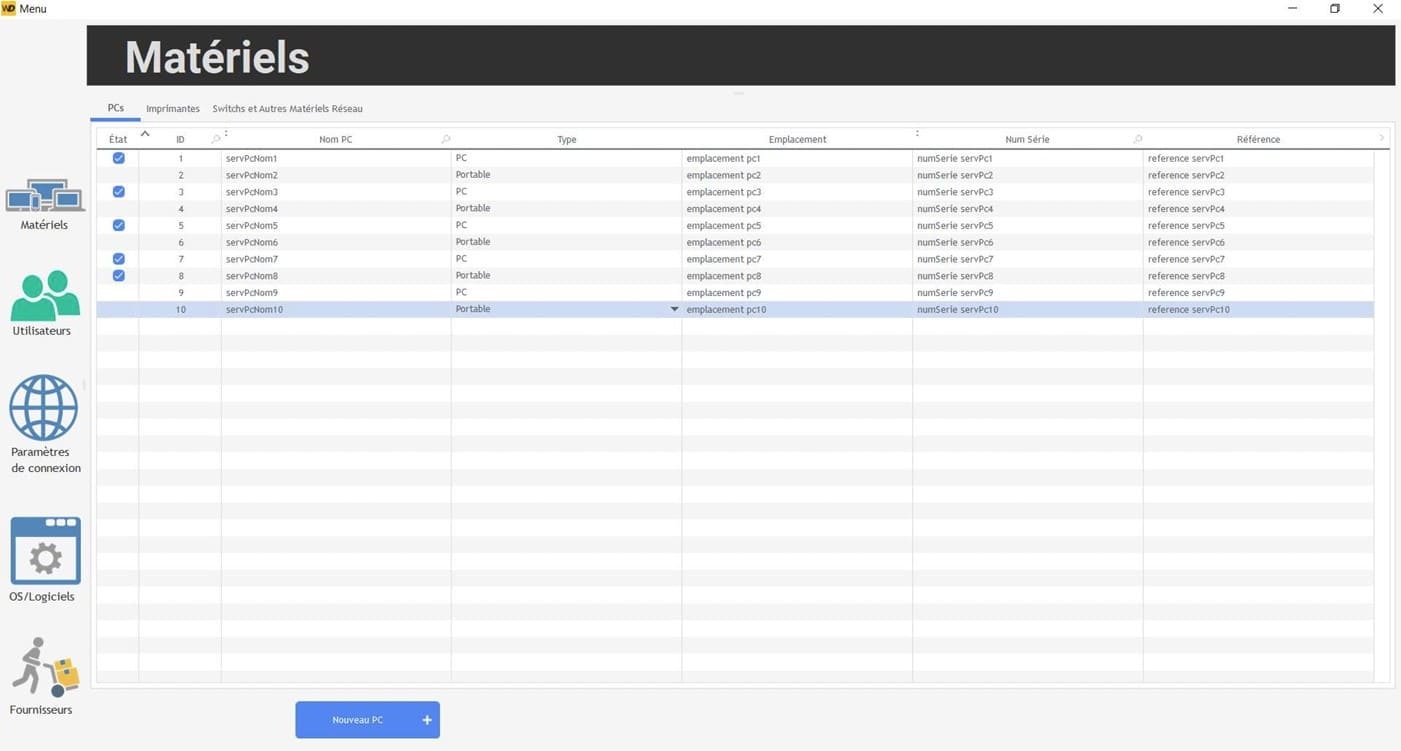 WD Menu
Matériels
PCs Imprimantes Switchs et Autres Matériels Réseau
État ID Nom PC Type Emplacement Num Série Référence
1 servPcNom1 PC emplacement pc1 numSerie servPc1 reference servPc1
2 servPcNom2 Portable emplacement pc2 numSerie servPc2 reference servPc2
3 servPcNom3 PC emplacement pc3 numSerie servPc3 reference servPc3
4 servPcNom4 Portable emplacement pc4 numSerie servPc4 reference servPc4
5 servPcNom5 PC emplacement pc5 numSerie servPc5 reference servPc5
6 servPcNom6 Portable emplacement pc6 numSerie servPc6 reference servPc6
7 servPcNom7 PC emplacement pc7 numSerie servPc7 reference servPc7
8 servPcNom8 Portable emplacement pc8 numSerie servPc8 reference servPc8
9 servPcNom9 PC emplacement pc9 numSerie servPc9 reference servPc9
10 servPcNom10 Portable emplacement pc10 numSerie servPc10 reference servPc10
Matériels
Utilisateurs
Paramètres
de connexion
OS/Logiciels
Fournisseurs
Nouveau PC +